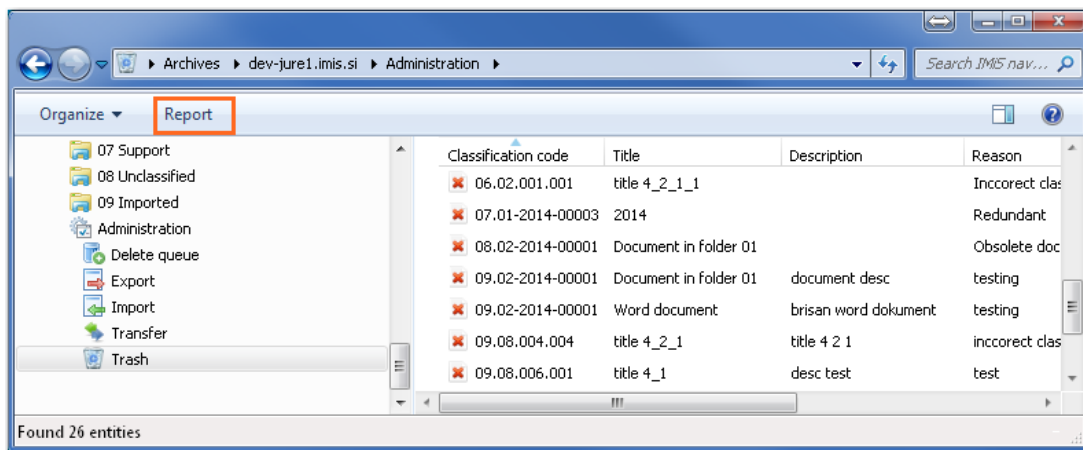 Archives dev-jure1.imis.si Administration Search IMIS nav...
Organize Report
07 Support
08 Unclassified
09 Imported
Administration
Delete queue
Export
Import
Transfer
Trash
Classification code Title Description Reason
06.02.001.001 title 4_2_1_1 Inccorect clas
07.01-2014-00003 2014 Redundant
08.02-2014-00001 Document in folder 01 Obsolete doc
09.02-2014-00001 Document in folder 01 document desc testing
09.02-2014-00001 Word document brisan word dokument testing
09.08.004.004 title 4_2_1 title 4 2 1 inccorect clas
09.08.006.001 title 4_1 desc test test
Found 26 entities